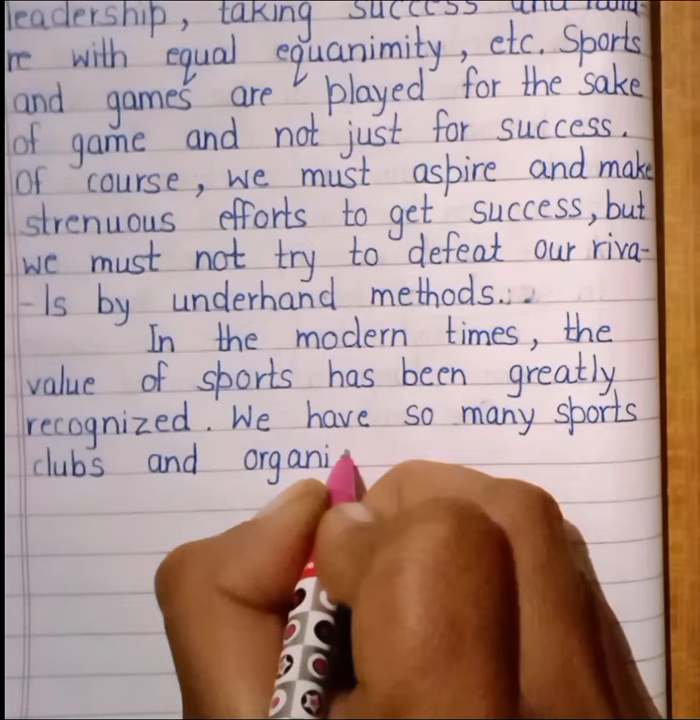 leadership, taking success and
re with equal equanimity, etc. Sports
and games are played for the sake
of game and not just for success.
Of course, we must aspire and make
strenuous efforts to get success, but
we must not try to defeat our riva-
-ls by underhand methods.
In the modern times, the
value of sports has been greatly
recognized. We have so many sports
clubs and organi